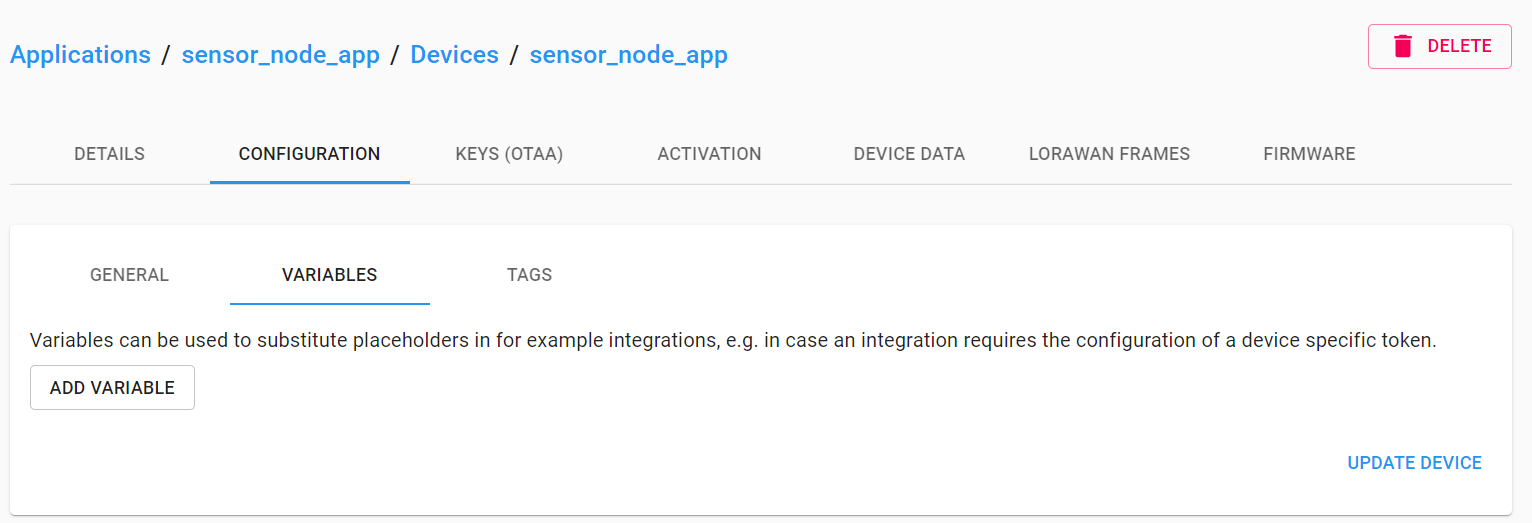 Applications / sensor_node_app / Devices / sensor_node_app
DELETE
DETAILS CONFIGURATION KEYS (OTAA) ACTIVATION DEVICE DATA LORAWAN FRAMES FIRMWARE
GENERAL VARIABLES TAGS
Variables can be used to substitute placeholders in for example integrations, e.g. in case an integration requires the configuration of a device specific token.
ADD VARIABLE
UPDATE DEVICE